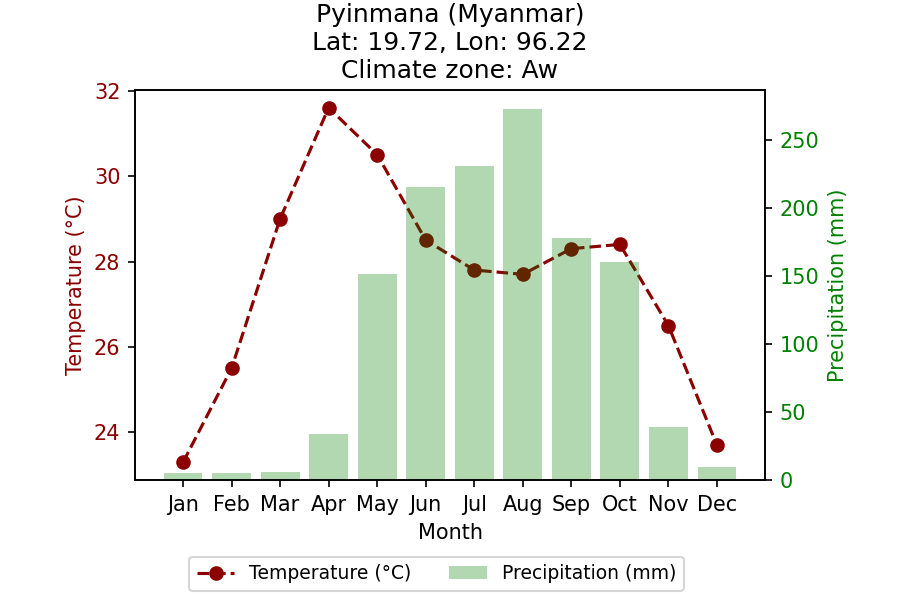 Pyinmana (Myanmar)
Lat: 19.72, Lon: 96.22
Climate zone: Aw
32
30
28
26
24
Temperature (°C)
250
200
150
100
50
0
Precipitation (mm)
Jan Feb Mar Apr May Jun Jul Aug Sep Oct Nov Dec
Month
Temperature (°C) Precipitation (mm)